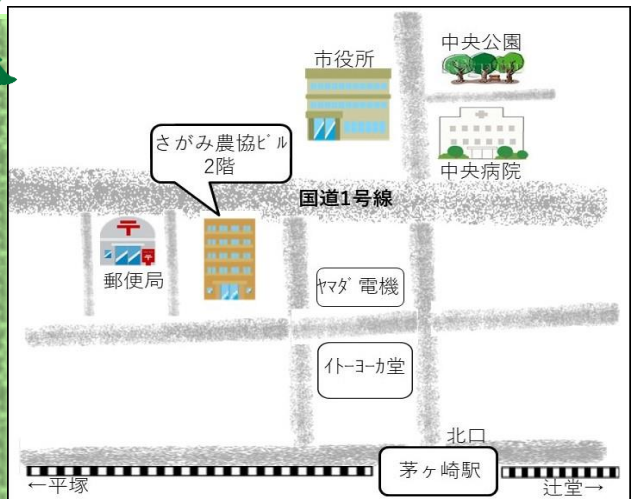 市役所
中央公園
中央病院
さがみ農協ﾋﾞﾙ
2階
国道1号線
〒
郵便局
ﾔﾏﾀﾞ電機
ｲﾄｰﾖｰｶ堂
北口
茅ヶ崎駅
←平塚
辻堂→